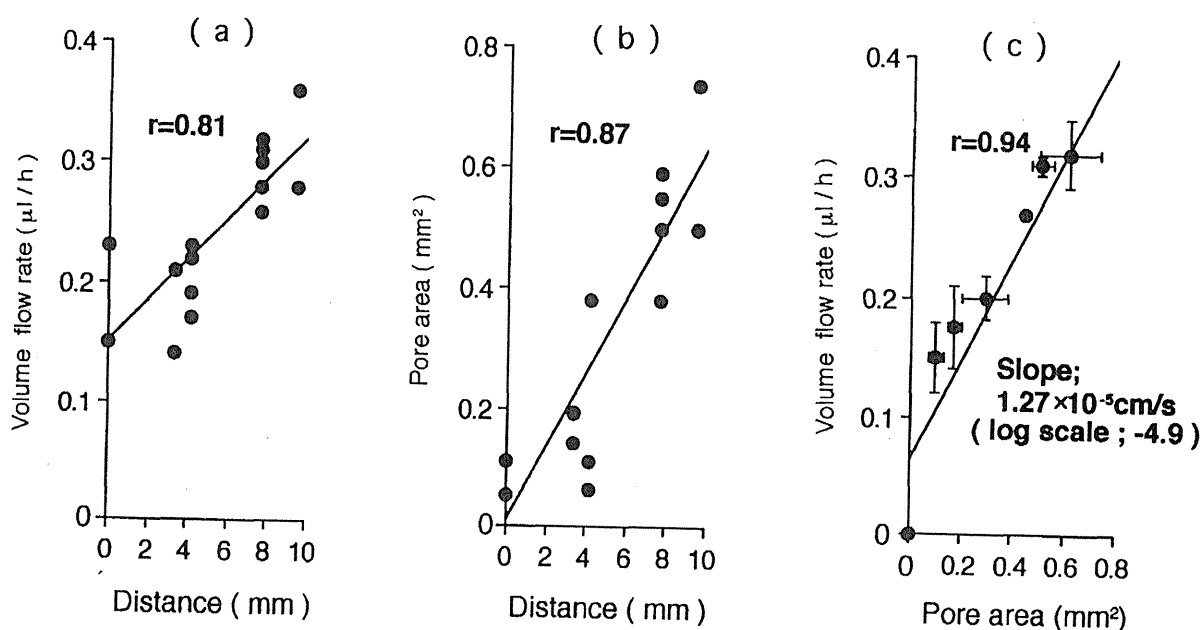 ( a )
0.4
0.3
0.2
0.1
0
r=0.81
Volume flow rate ( μl / h )
0 2 4 6 8 10
Distance ( mm )
( b )
0.8
0.6
0.4
0.2
0
r=0.87
Pore area ( mm² )
0 2 4 6 8 10
Distance ( mm )
( c )
0.4
0.3
0.2
0.1
0
r=0.94
Volume flow rate ( μl / h )
Slope;
1.27×10⁻⁵cm/s
( log scale ; -4.9 )
0 0.2 0.4 0.6 0.8
Pore area (mm²)